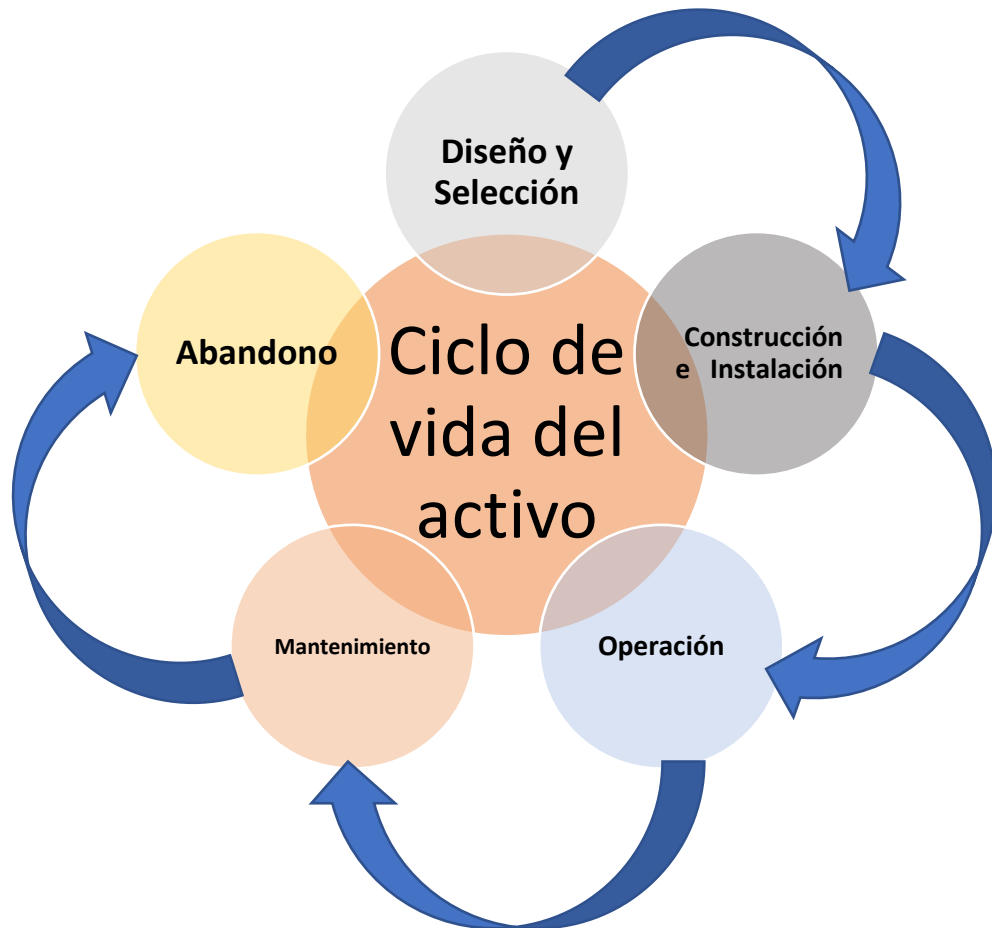 Diseño y
Selección
Construcción
e Instalación
Operación
Mantenimiento
Abandono
Ciclo de
vida del
activo